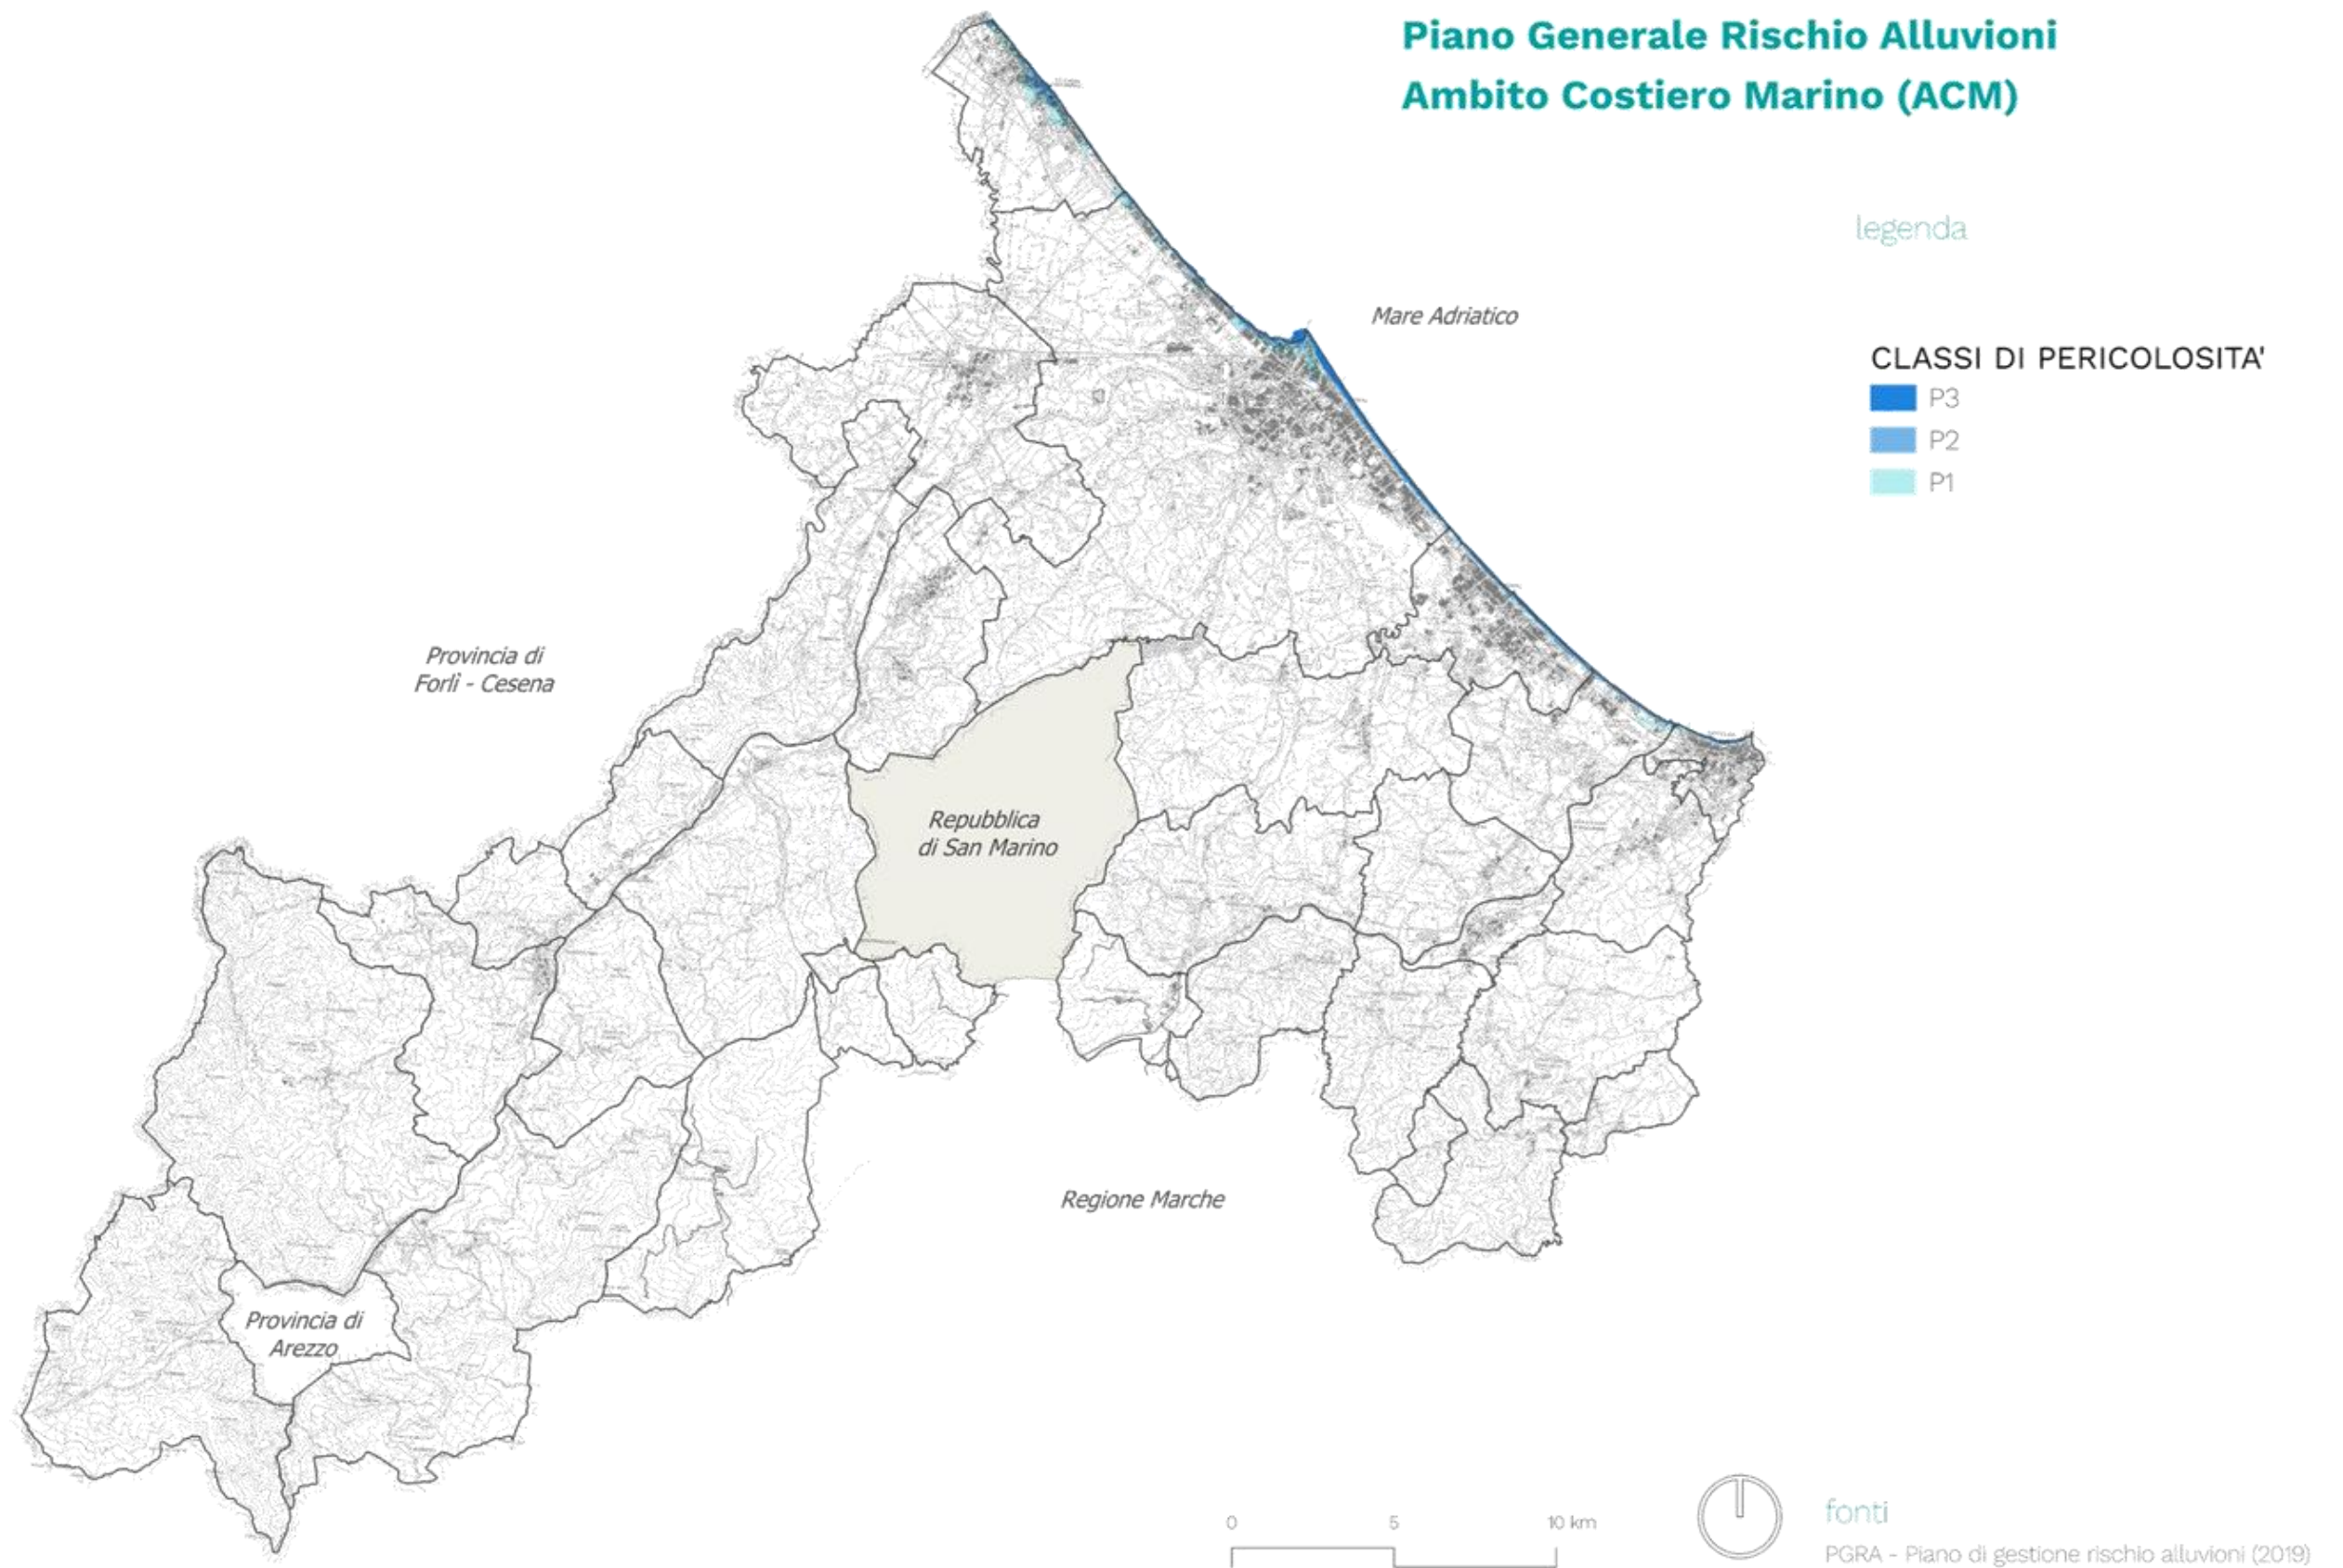 Piano Generale Rischio Alluvioni
Ambito Costiero Marino (ACM)
legenda
Mare Adriatico
CLASSI DI PERICOLOSITA'
P3
P2
P1
Provincia di
Forlì - Cesena
Repubblica
di San Marino
Regione Marche
Provincia di
Arezzo
0 5 10 km
fonti
PGRA - Piano di gestione rischio alluvioni (2019)